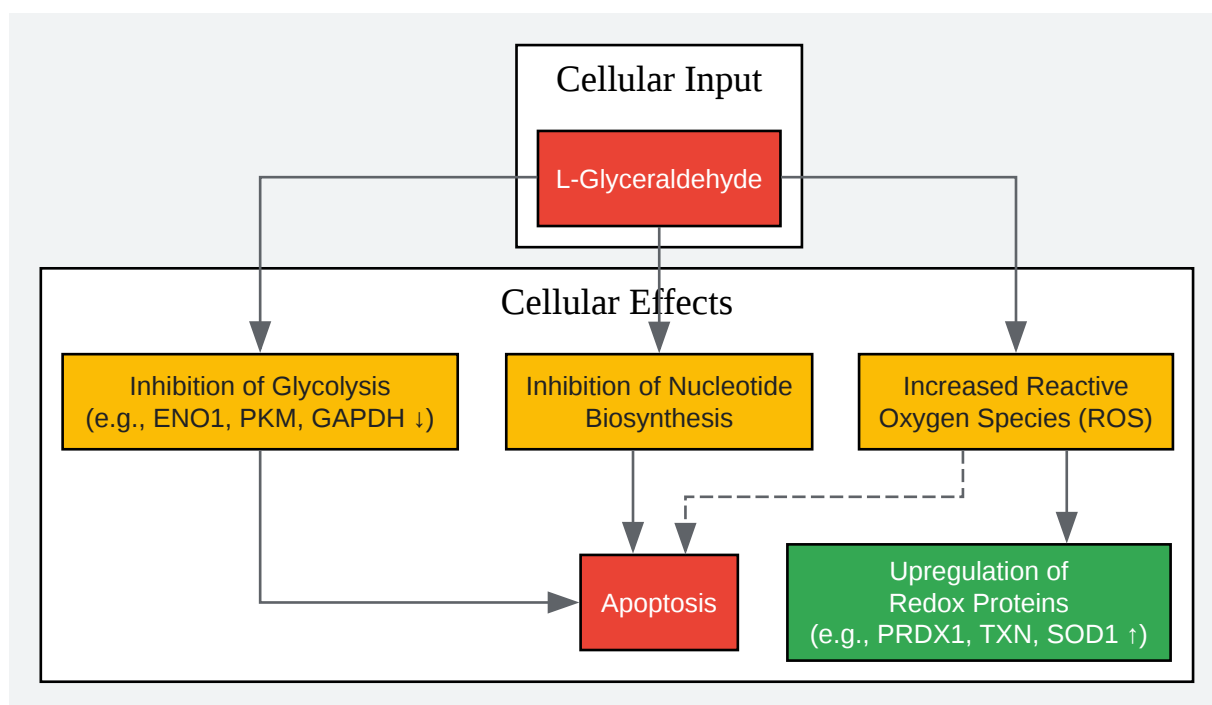 Cellular Input
L-Glyceraldehyde
Cellular Effects
Inhibition of Glycolysis
(e.g., ENO1, PKM, GAPDH ↓)
Inhibition of Nucleotide
Biosynthesis
Increased Reactive
Oxygen Species (ROS)
Apoptosis
Upregulation of
Redox Proteins
(e.g., PRDX1, TXN, SOD1 ↑)